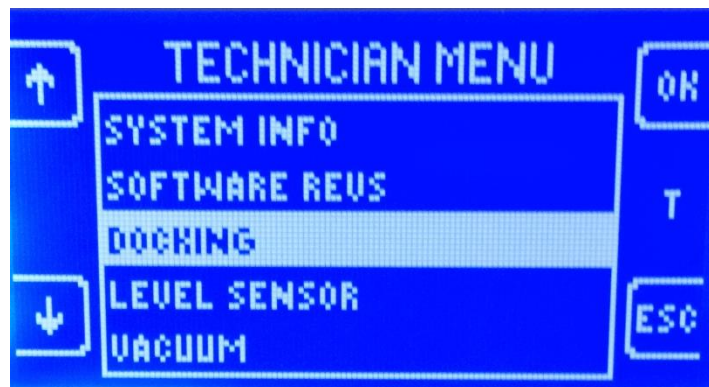 ↑
TECHNICIAN MENU
OK
SYSTEM INFO
SOFTWARE REVS
T
DOCKING
LEVEL SENSOR
↓
ESC
VACUUM